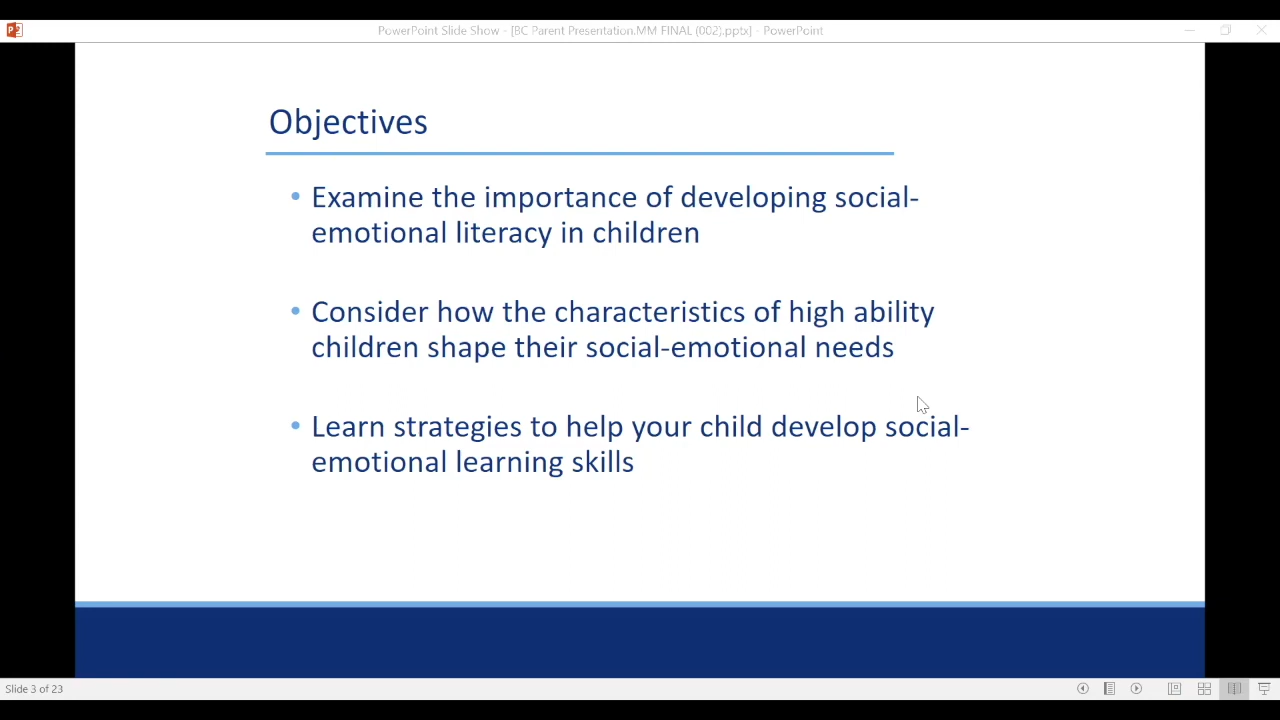 PowerPoint Slide Show - [BC Parent Presentation.MM FINAL (002).pptx] - PowerPoint
Objectives
• Examine the importance of developing social-
emotional literacy in children
• Consider how the characteristics of high ability
children shape their social-emotional needs
• Learn strategies to help your child develop social-
emotional learning skills
Slide 3 of 23